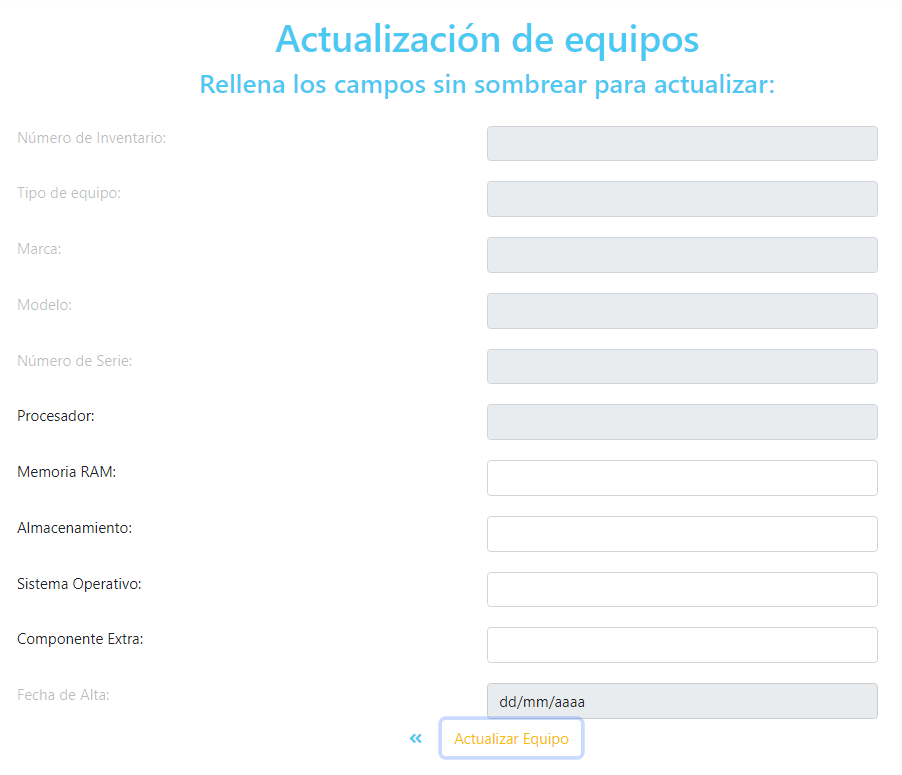 Actualización de equipos
Rellena los campos sin sombrear para actualizar:
Número de Inventario:
Tipo de equipo:
Marca:
Modelo:
Número de Serie:
Procesador:
Memoria RAM:
Almacenamiento:
Sistema Operativo:
Componente Extra:
Fecha de Alta: dd/mm/aaaa
« Actualizar Equipo